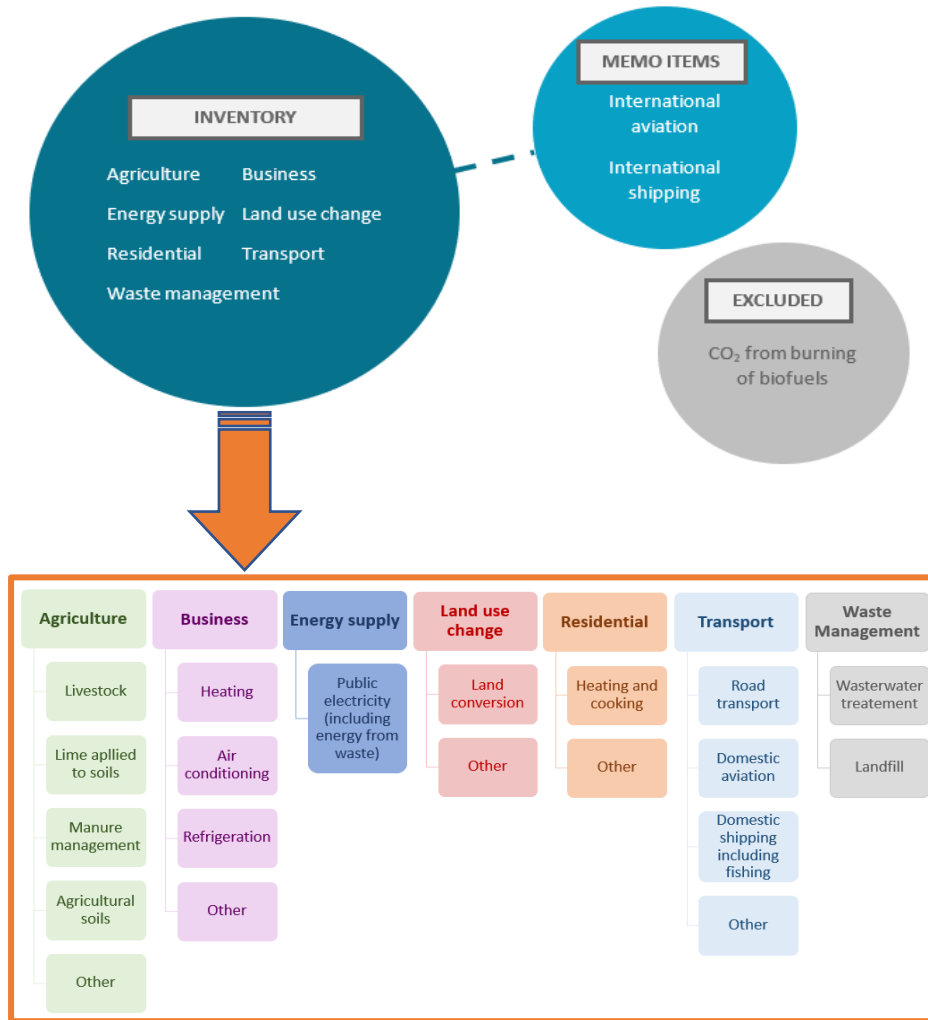 INVENTORY
Agriculture Business
Energy supply Land use change
Residential Transport
Waste management
MEMO ITEMS
International
aviation
International
shipping
EXCLUDED
CO₂ from burning
of biofuels
Agriculture
Livestock
Lime apllied
to soils
Manure
management
Agricultural
soils
Other
Business
Heating
Air
conditioning
Refrigeration
Other
Energy supply
Public
electricity
(including
energy from
waste)
Land use
change
Land
conversion
Other
Residential
Heating and
cooking
Other
Transport
Road
transport
Domestic
aviation
Domestic
shipping
including
fishing
Other
Waste
Management
Wasterwater
treatement
Landfill